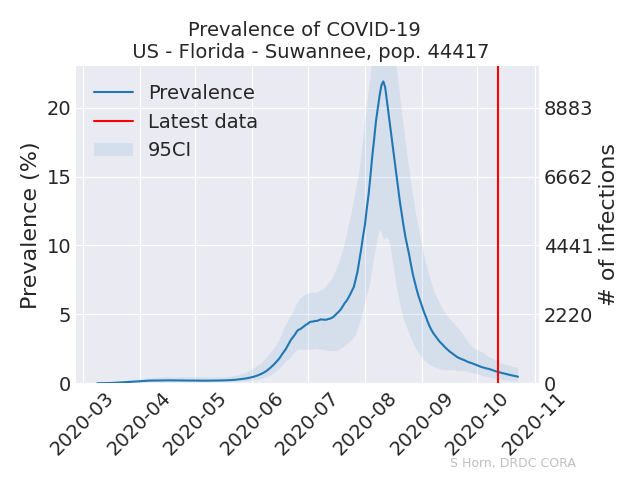 Prevalence of COVID-19
US - Florida - Suwannee, pop. 44417
Prevalence
Latest data
95CI
Prevalence (%)
20
15
10
5
0
# of infections
8883
6662
4441
2220
0
2020-03
2020-04
2020-05
2020-06
2020-07
2020-08
2020-09
2020-10
2020-11
S Horn, DRDC CORA